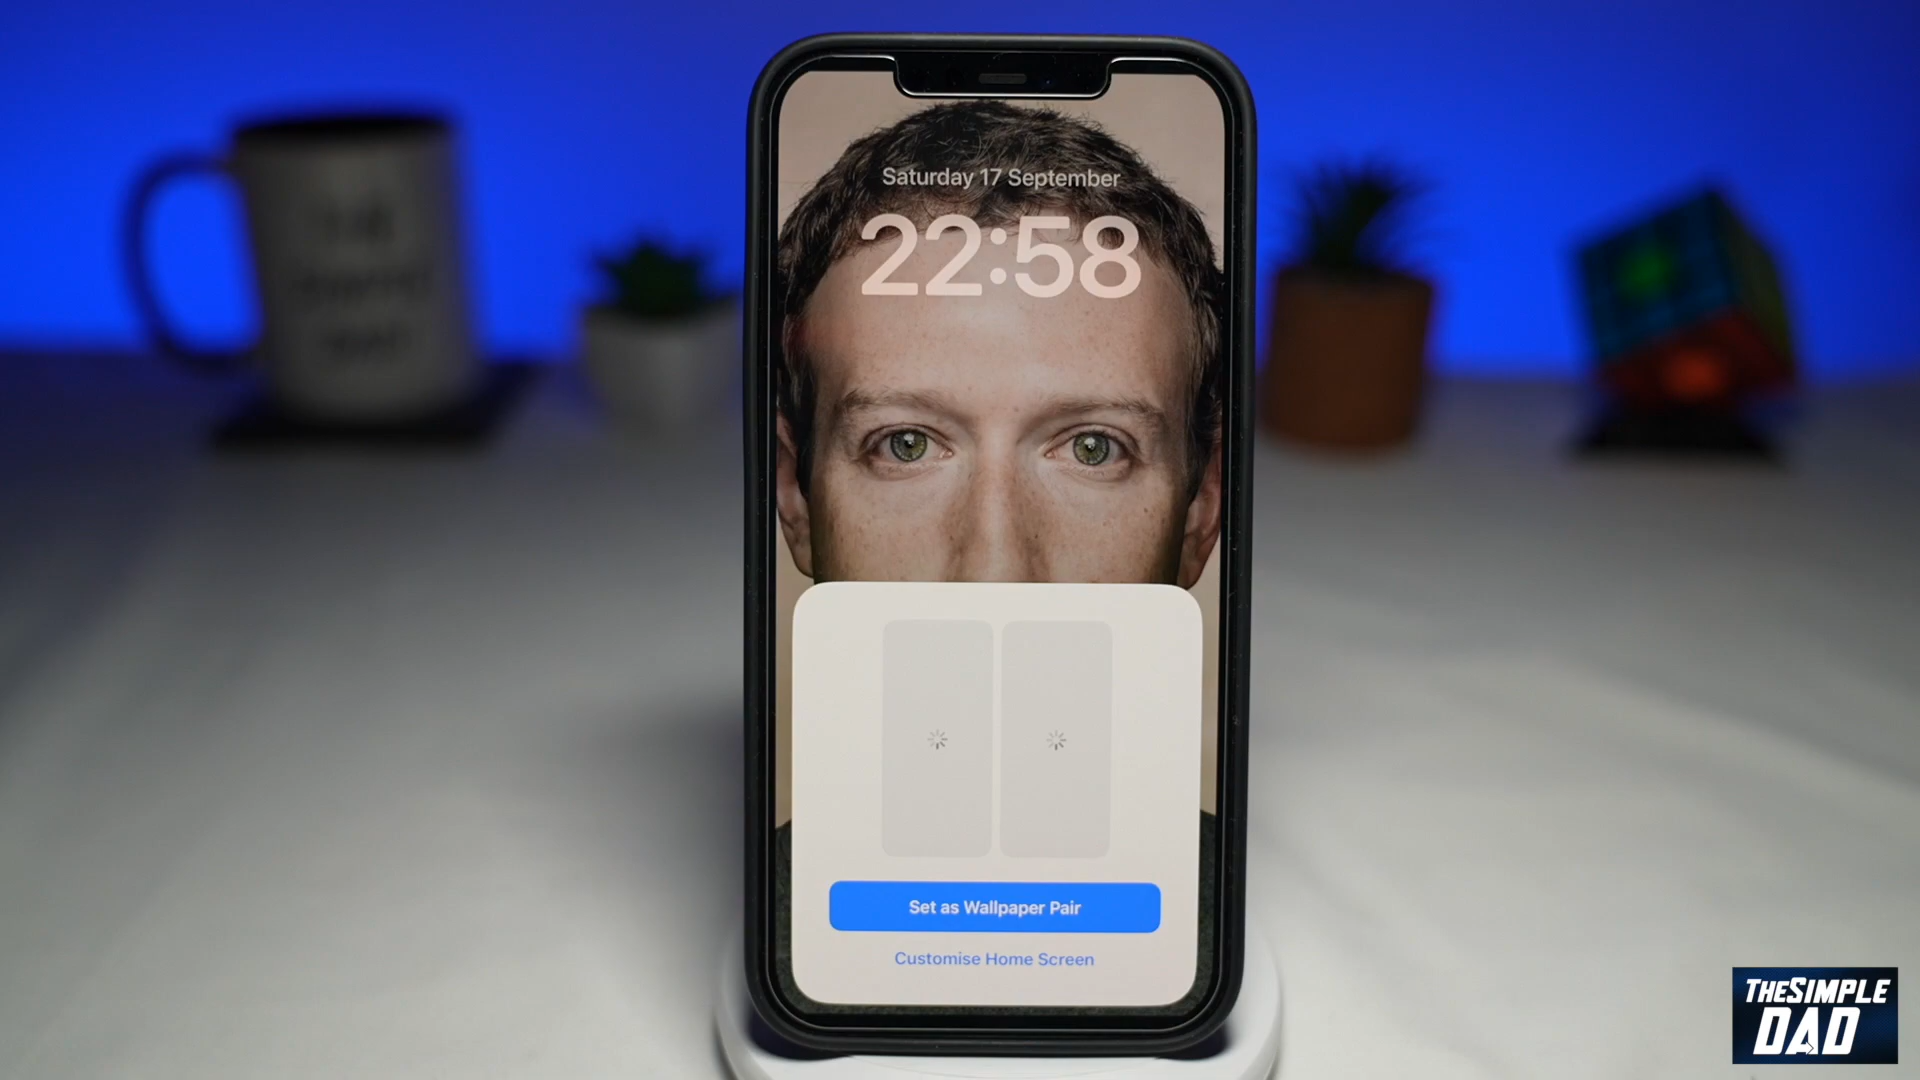 Saturday 17 September
22:58
Set as Wallpaper Pair
Customise Home Screen
THESIMPLE
DAD